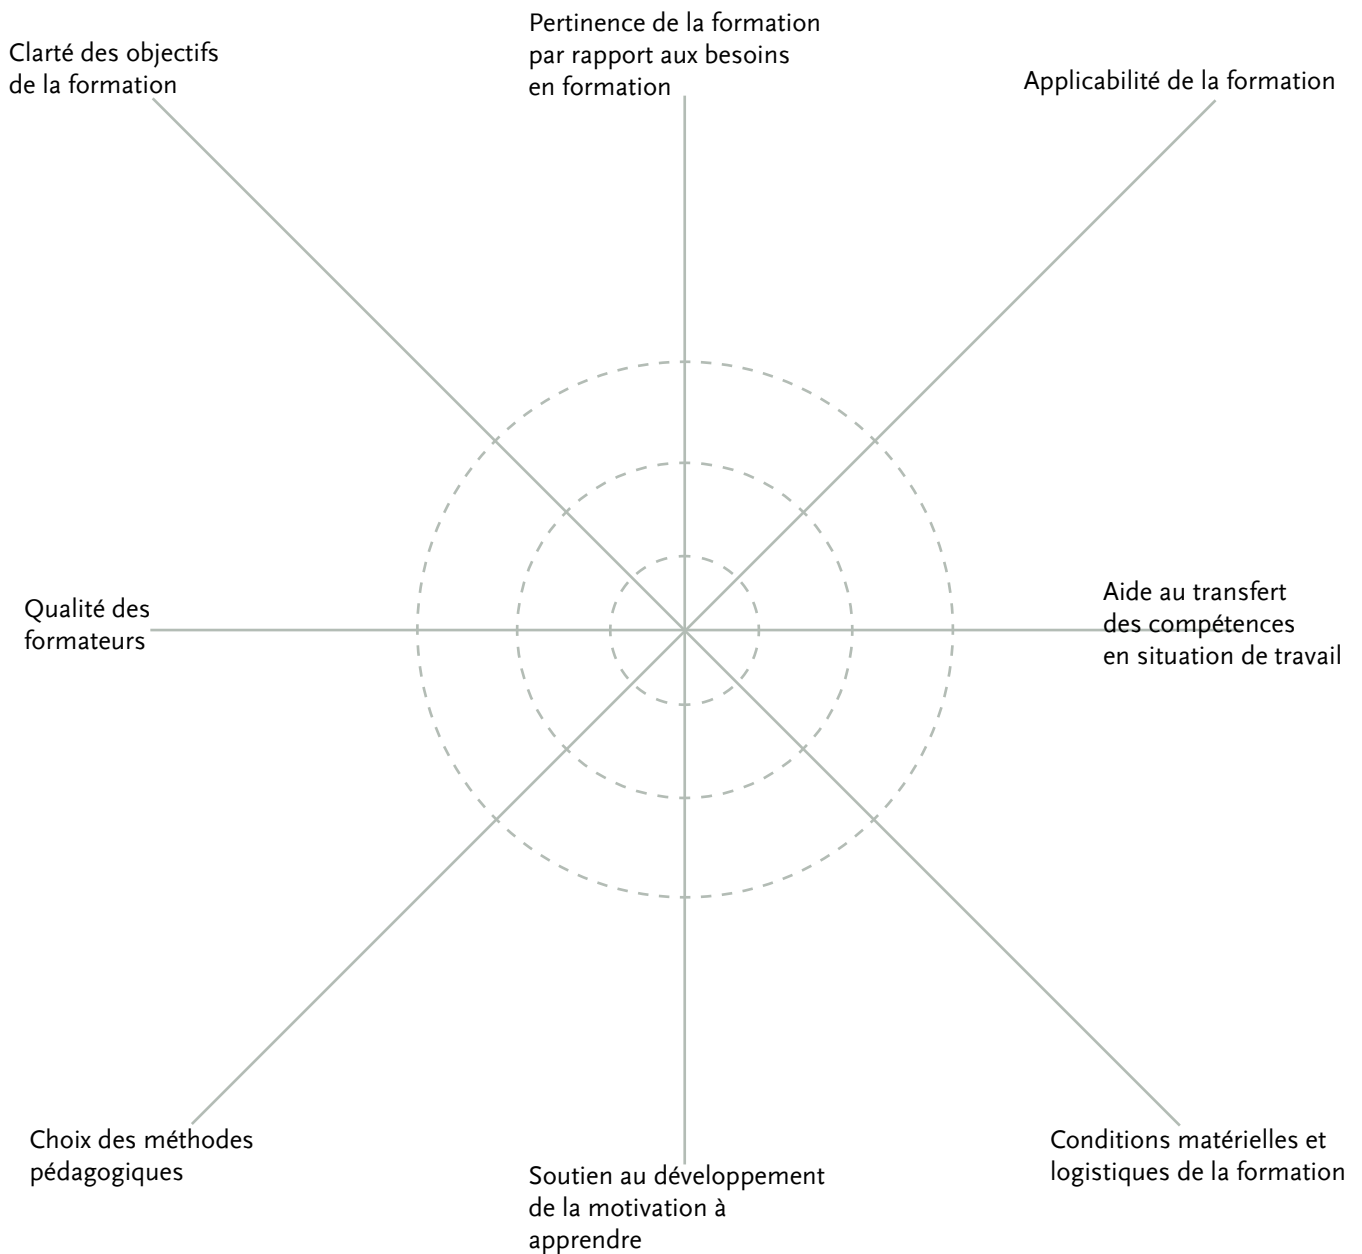 Pertinence de la formation
par rapport aux besoins
en formation
Clarté des objectifs
de la formation
Applicabilité de la formation
Qualité des
formateurs
Aide au transfert
des compétences
en situation de travail
Choix des méthodes
pédagogiques
Soutien au développement
de la motivation à
apprendre
Conditions matérielles et
logistiques de la formation